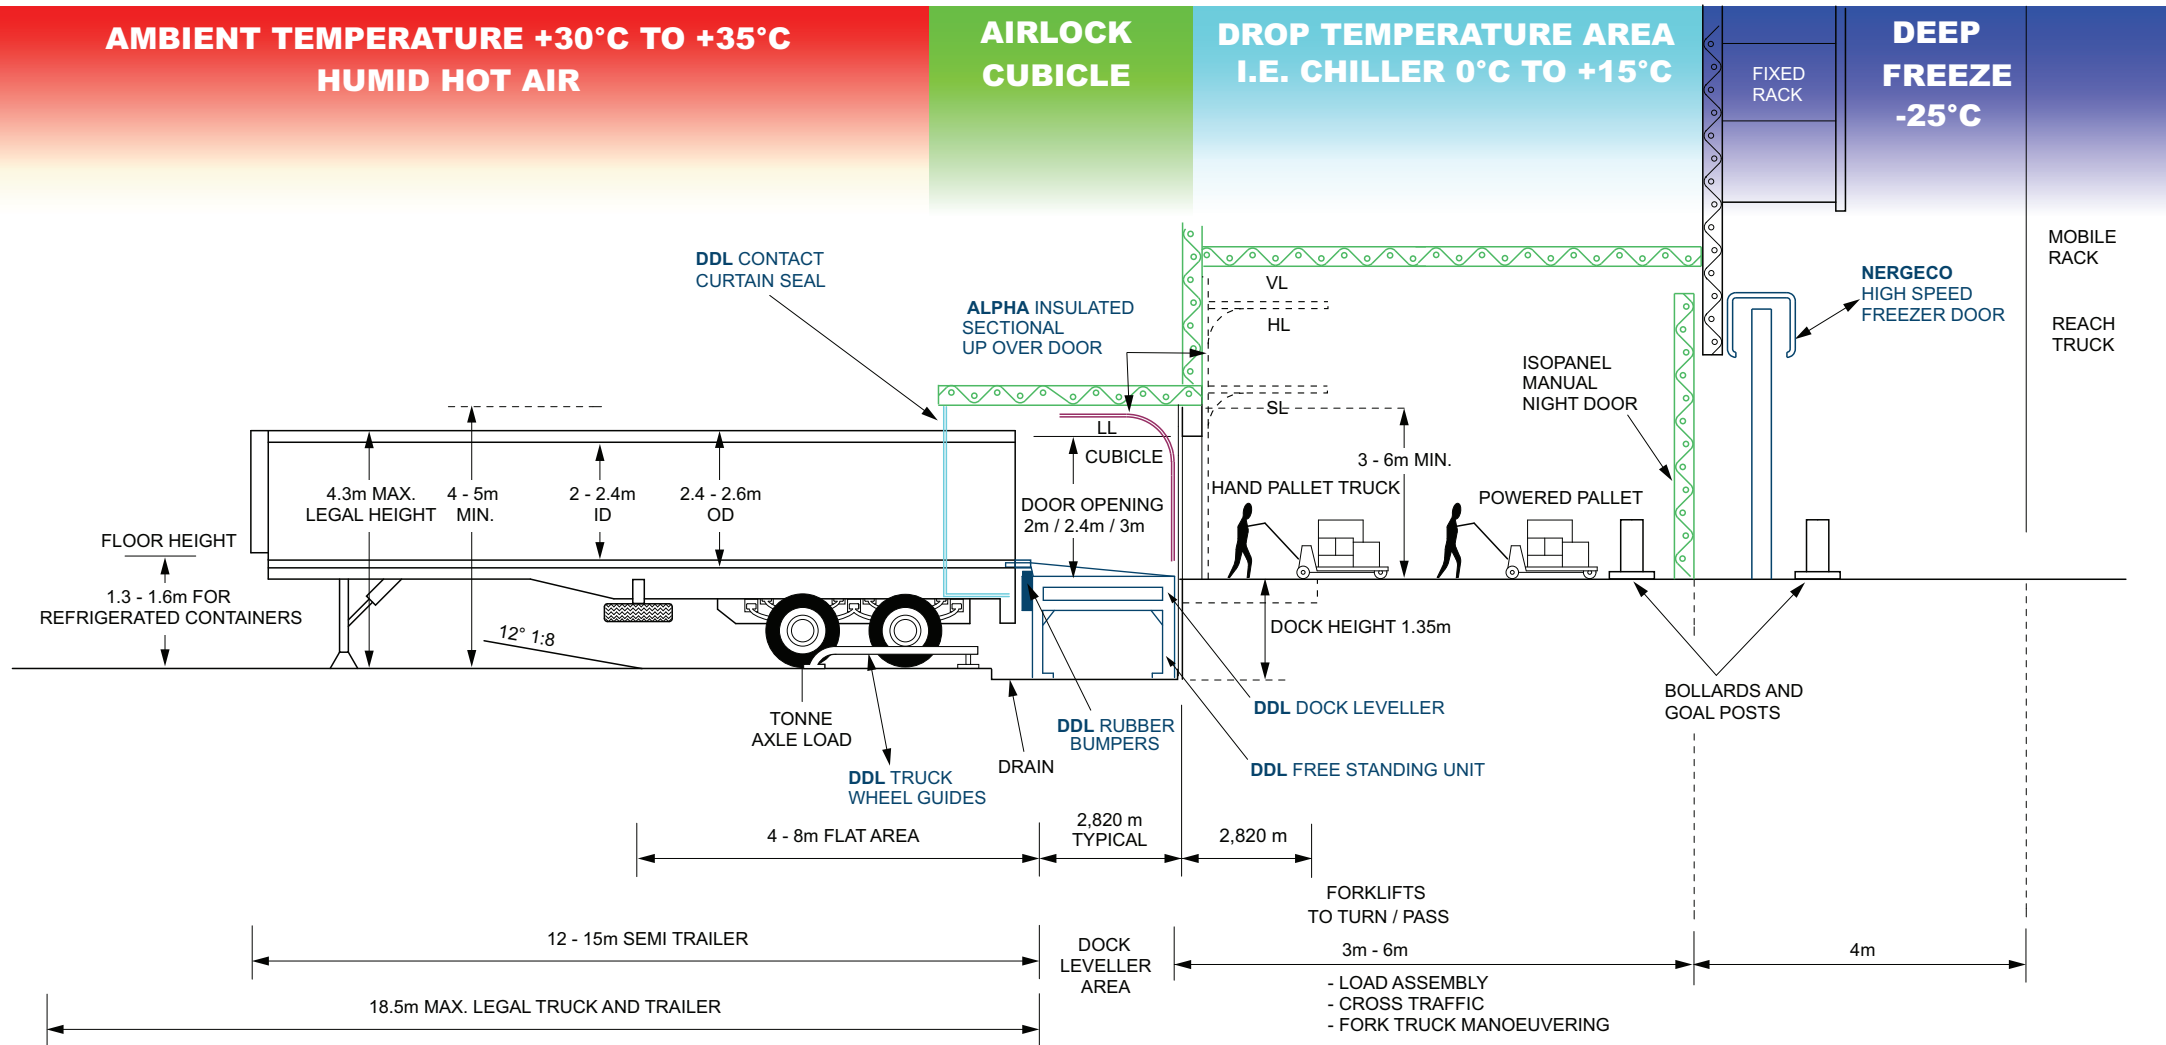 AMBIENT TEMPERATURE +30°C TO +35°C
HUMID HOT AIR
AIRLOCK
CUBICLE
DROP TEMPERATURE AREA
I.E. CHILLER 0°C TO +15°C
FIXED
RACK
DEEP
FREEZE
-25°C
MOBILE
RACK
REACH
TRUCK
NERGECO
HIGH SPEED
FREEZER DOOR
DDL CONTACT
CURTAIN SEAL
ALPHA INSULATED
SECTIONAL
UP OVER DOOR
VL
HL
SL
LL
CUBICLE
ISOPANEL
MANUAL
NIGHT DOOR
3 - 6m MIN.
HAND PALLET TRUCK
POWERED PALLET
DOOR OPENING
2m / 2.4m / 3m
4.3m MAX.
LEGAL HEIGHT
4 - 5m
MIN.
2 - 2.4m
ID
2.4 - 2.6m
OD
FLOOR HEIGHT
1.3 - 1.6m FOR
REFRIGERATED CONTAINERS
12° 1:8
DOCK HEIGHT 1.35m
TONNE
AXLE LOAD
DDL TRUCK
WHEEL GUIDES
DRAIN
DDL RUBBER
BUMPERS
DDL DOCK LEVELLER
DDL FREE STANDING UNIT
BOLLARDS AND
GOAL POSTS
4 - 8m FLAT AREA
2,820 m
TYPICAL
2,820 m
FORKLIFTS
TO TURN / PASS
12 - 15m SEMI TRAILER
DOCK
LEVELLER
AREA
3m - 6m
4m
- LOAD ASSEMBLY
- CROSS TRAFFIC
- FORK TRUCK MANOEUVERING
18.5m MAX. LEGAL TRUCK AND TRAILER